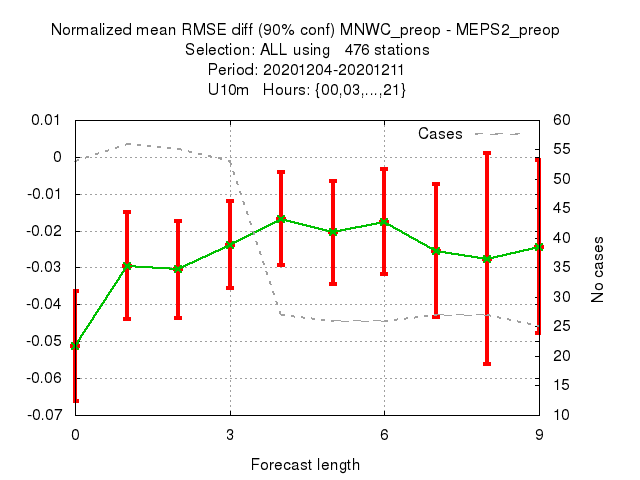 Normalized mean RMSE diff (90% conf) MNWC_preop - MEPS2_preop
Selection: ALL using   476 stations
Period: 20201204-20201211
U10m   Hours: {00,03,...,21}
0.01
0
-0.01
-0.02
-0.03
-0.04
-0.05
-0.06
-0.07
Cases
60
55
50
45
40
35
30
25
20
15
10
No cases
0 3 6 9
Forecast length